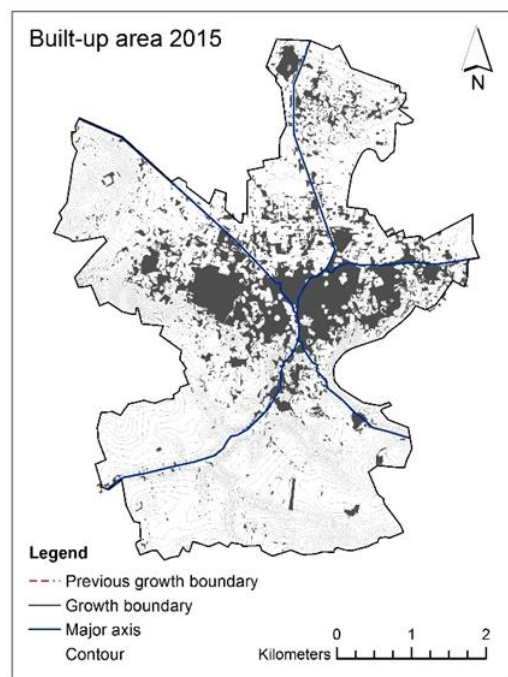 Built-up area 2015
N
Legend
Previous growth boundary
Growth boundary
Major axis
Contour
0 1 2
Kilometers